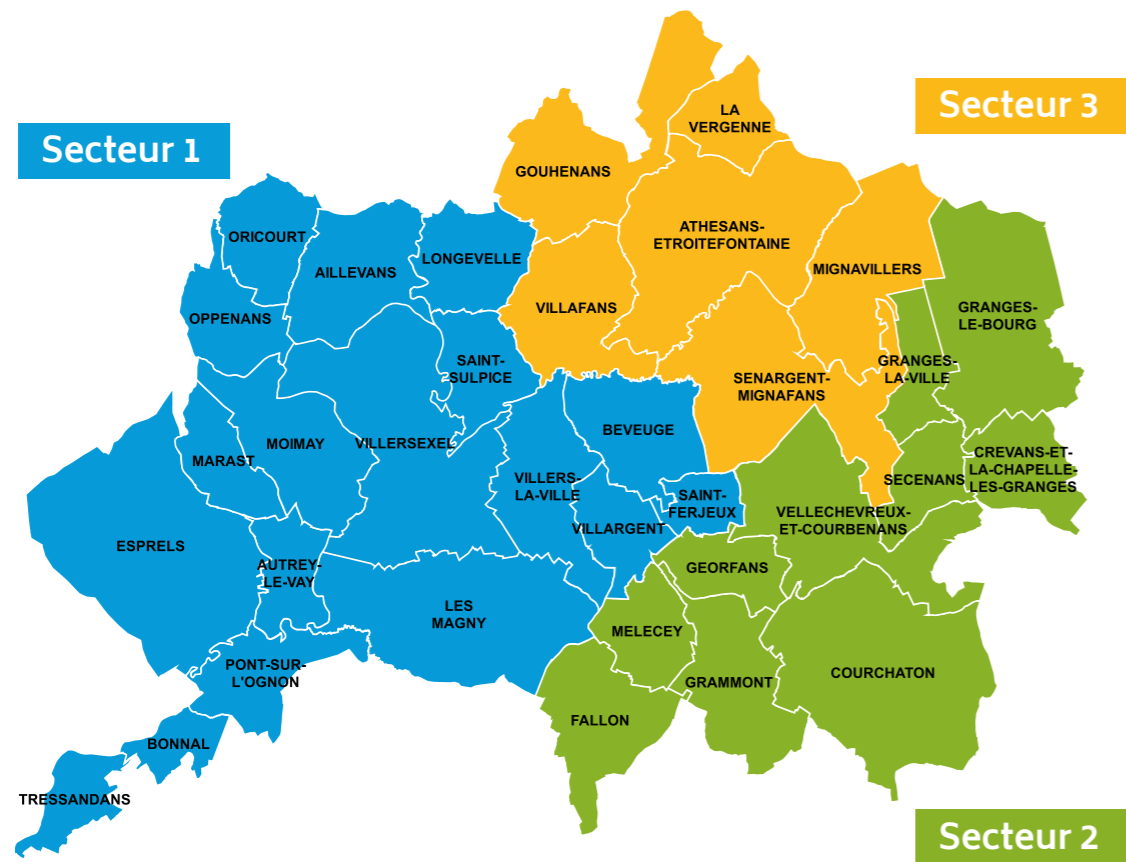 Secteur 3
LA
VERGENNE
Secteur 1
GOUHENANS
ATHESANS-
ETROITEFONTAINE
ORICOURT
LONGEVELLE
AILLEVANS
MIGNAVILLERS
OPPENANS
VILLAFANS
GRANGES-
LE-BOURG
SAINT-
SULPICE
GRANGES-
LA-VILLE
SENARGENT-
MIGNAFANS
BEVEUGE
MOIMAY
VILLERSEXEL
MARAST
VILLERS-
LA-VILLE
SECENANS
CREVANS-ET-
LA-CHAPELLE-
LES-GRANGES
SAINT-
FERJEUX
VELLECHEVREUX-
ET-COURBENANS
VILLARGENT
ESPRELS
AUTREY-
LE-VAY
GEORFANS
LES
MAGNY
MELECEY
PONT-SUR-
L'OGNON
GRAMMONT
COURCHATON
FALLON
BONNAL
TRESSANDANS
Secteur 2